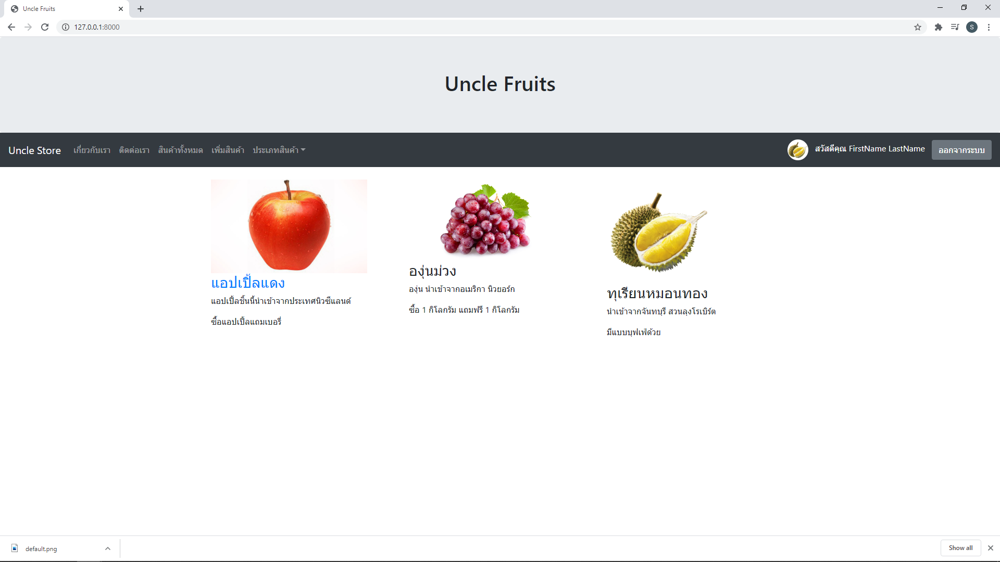 Uncle Fruits
127.0.0.1:8000
S
Uncle Fruits
Uncle Store เกี่ยวกับเรา ติดต่อเรา สินค้าทั้งหมด เพิ่มสินค้า ประเภทสินค้า สวัสดีคุณ FirstName LastName ออกจากระบบ
แอปเปิ้ลแดง
แอปเปิ้ลชิ้นนี้นำเข้าจากประเทศนิวซีแลนด์
ซื้อแอปเปิ้ลแถมเบอรี่
องุ่นม่วง
องุ่น นำเข้าจากอเมริกา นิวยอร์ก
ซื้อ 1 กิโลกรัม แถมฟรี 1 กิโลกรัม
ทุเรียนหมอนทอง
นำเข้าจากจันทบุรี สวนลุงโรเบิร์ต
มีแบบบุฟเฟ่ด้วย
default.png
Show all